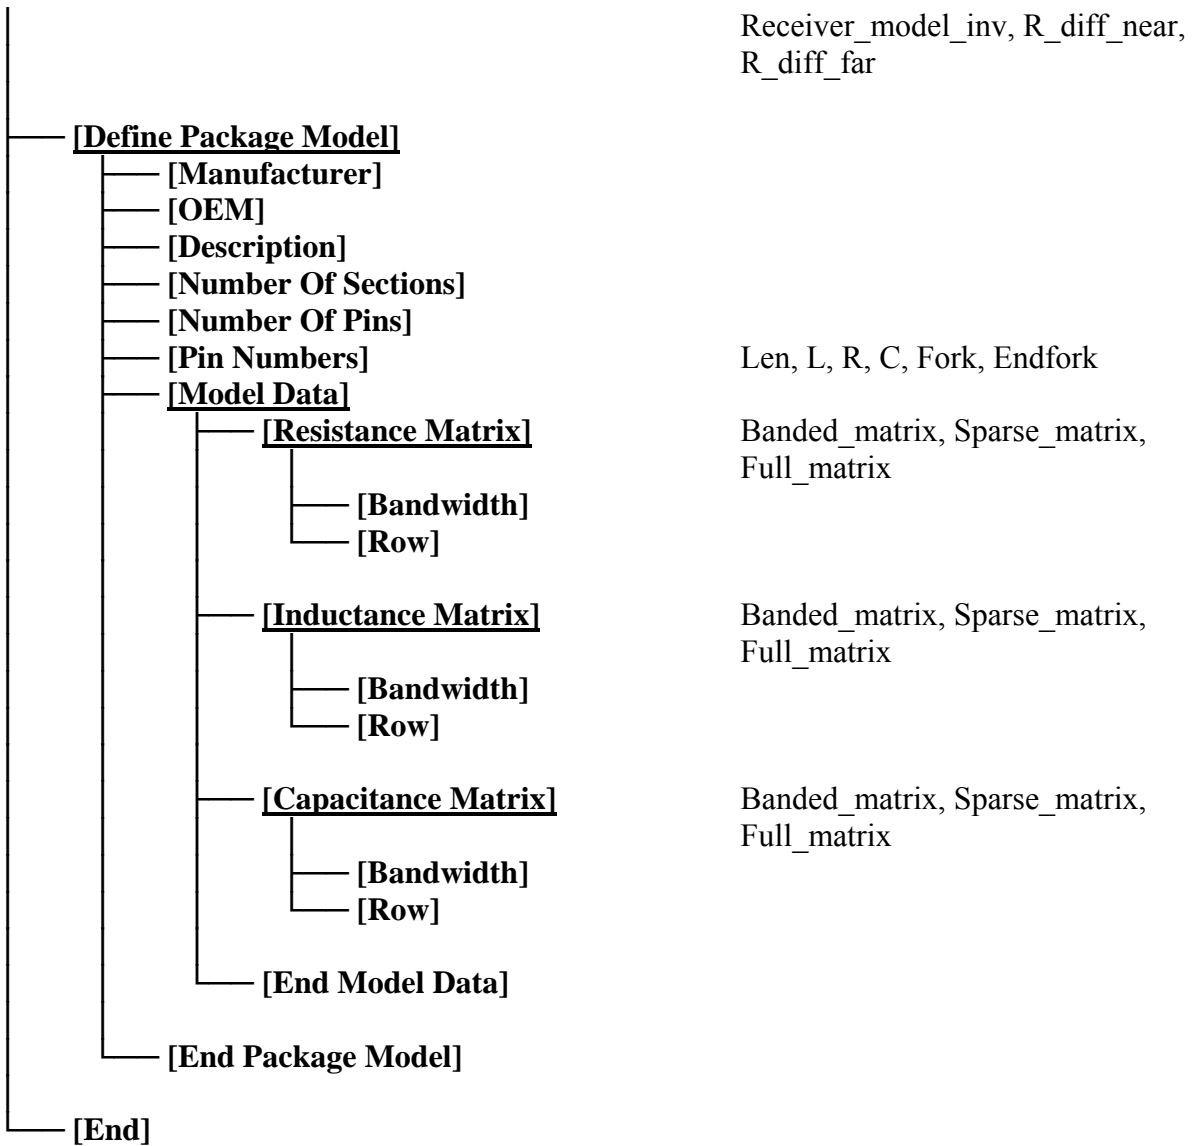 Receiver_model_inv, R_diff_near,
R_diff_far
[Define Package Model]
[Manufacturer]
[OEM]
[Description]
[Number Of Sections]
[Number Of Pins]
[Pin Numbers] Len, L, R, C, Fork, Endfork
[Model Data]
[Resistance Matrix] Banded_matrix, Sparse_matrix,
Full_matrix
[Bandwidth]
[Row]
[Inductance Matrix] Banded_matrix, Sparse_matrix,
Full_matrix
[Bandwidth]
[Row]
[Capacitance Matrix] Banded_matrix, Sparse_matrix,
Full_matrix
[Bandwidth]
[Row]
[End Model Data]
[End Package Model]
[End]